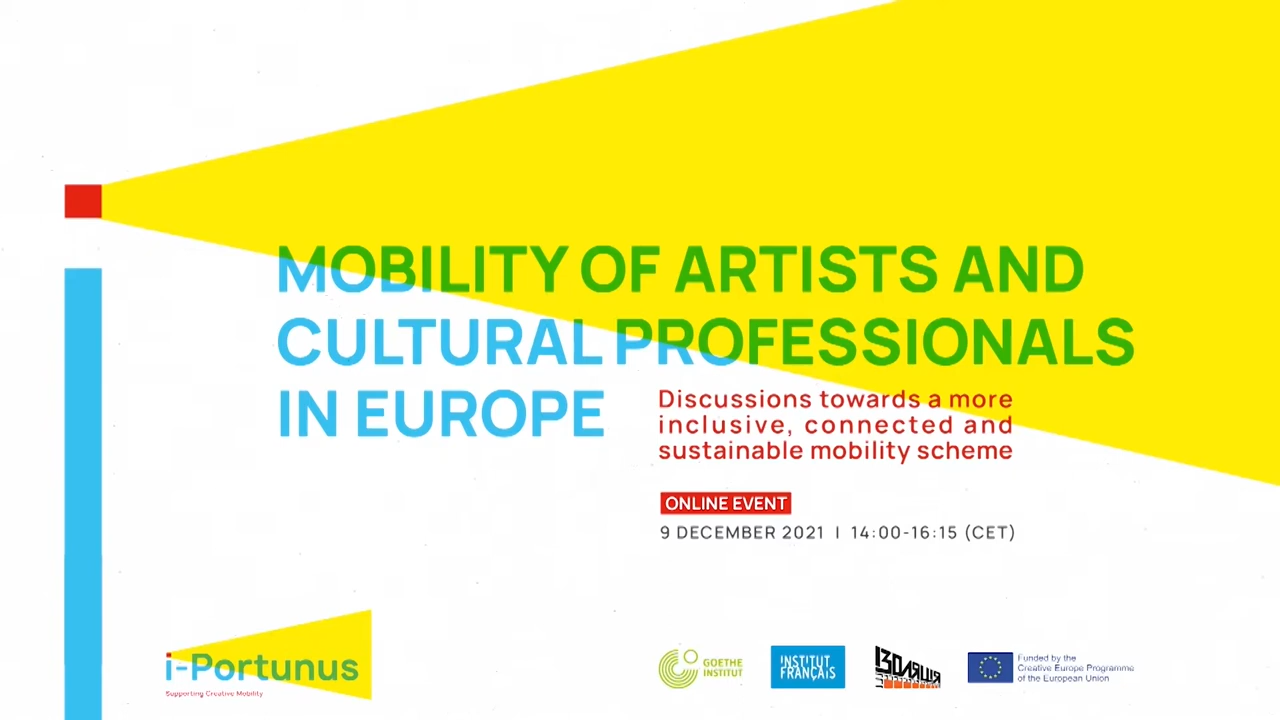 MOBILITY OF ARTISTS AND
CULTURAL PROFESSIONALS
IN EUROPE
Discussions towards a more
inclusive, connected and
sustainable mobility scheme
ONLINE EVENT
9 DECEMBER 2021 I 14:00-16:15 (CET)
i-Portunus
Supporting Creative Mobility
GOETHE
INSTITUT
INSTITUT
FRANÇAIS
ІЗОЛЯЦІЯ
Funded by the
Creative Europe Programme
of the European Union